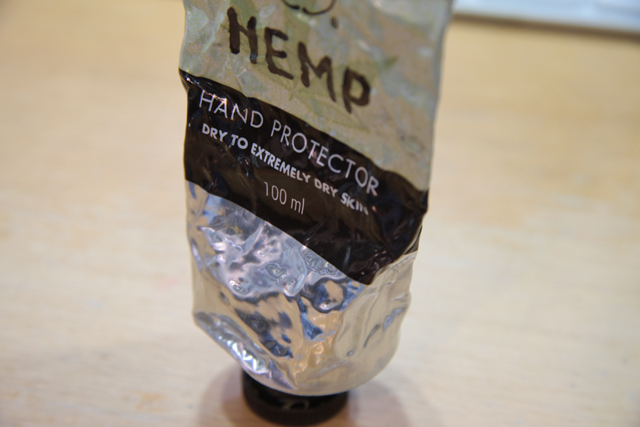 HEMP
HAND PROTECTOR
DRY TO EXTREMELY DRY SKIN
100 ml